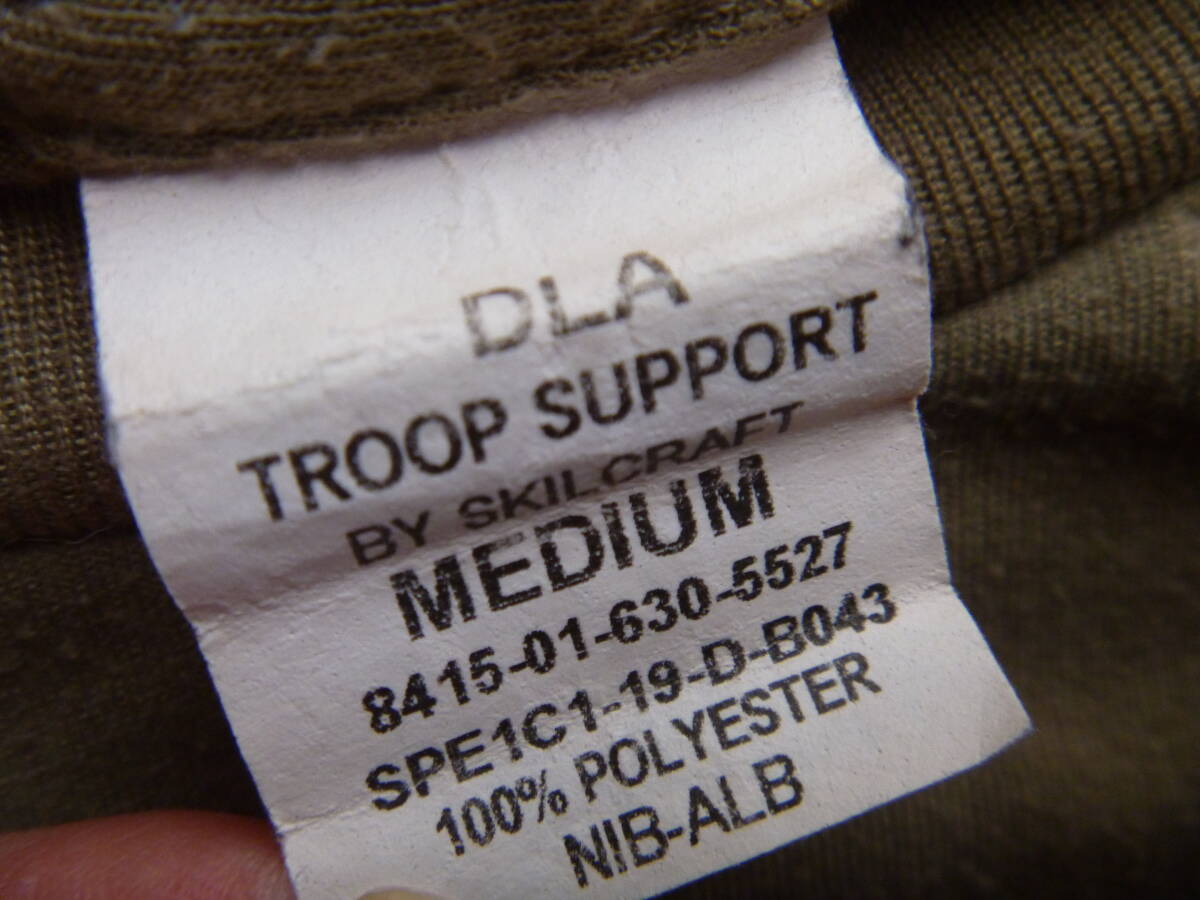 DLA
TROOP SUPPORT
BY SKILCRAFT
MEDIUM
8415-01-630-5527
SPE1C1-19-D-B043
100% POLYESTER
NIB-ALB